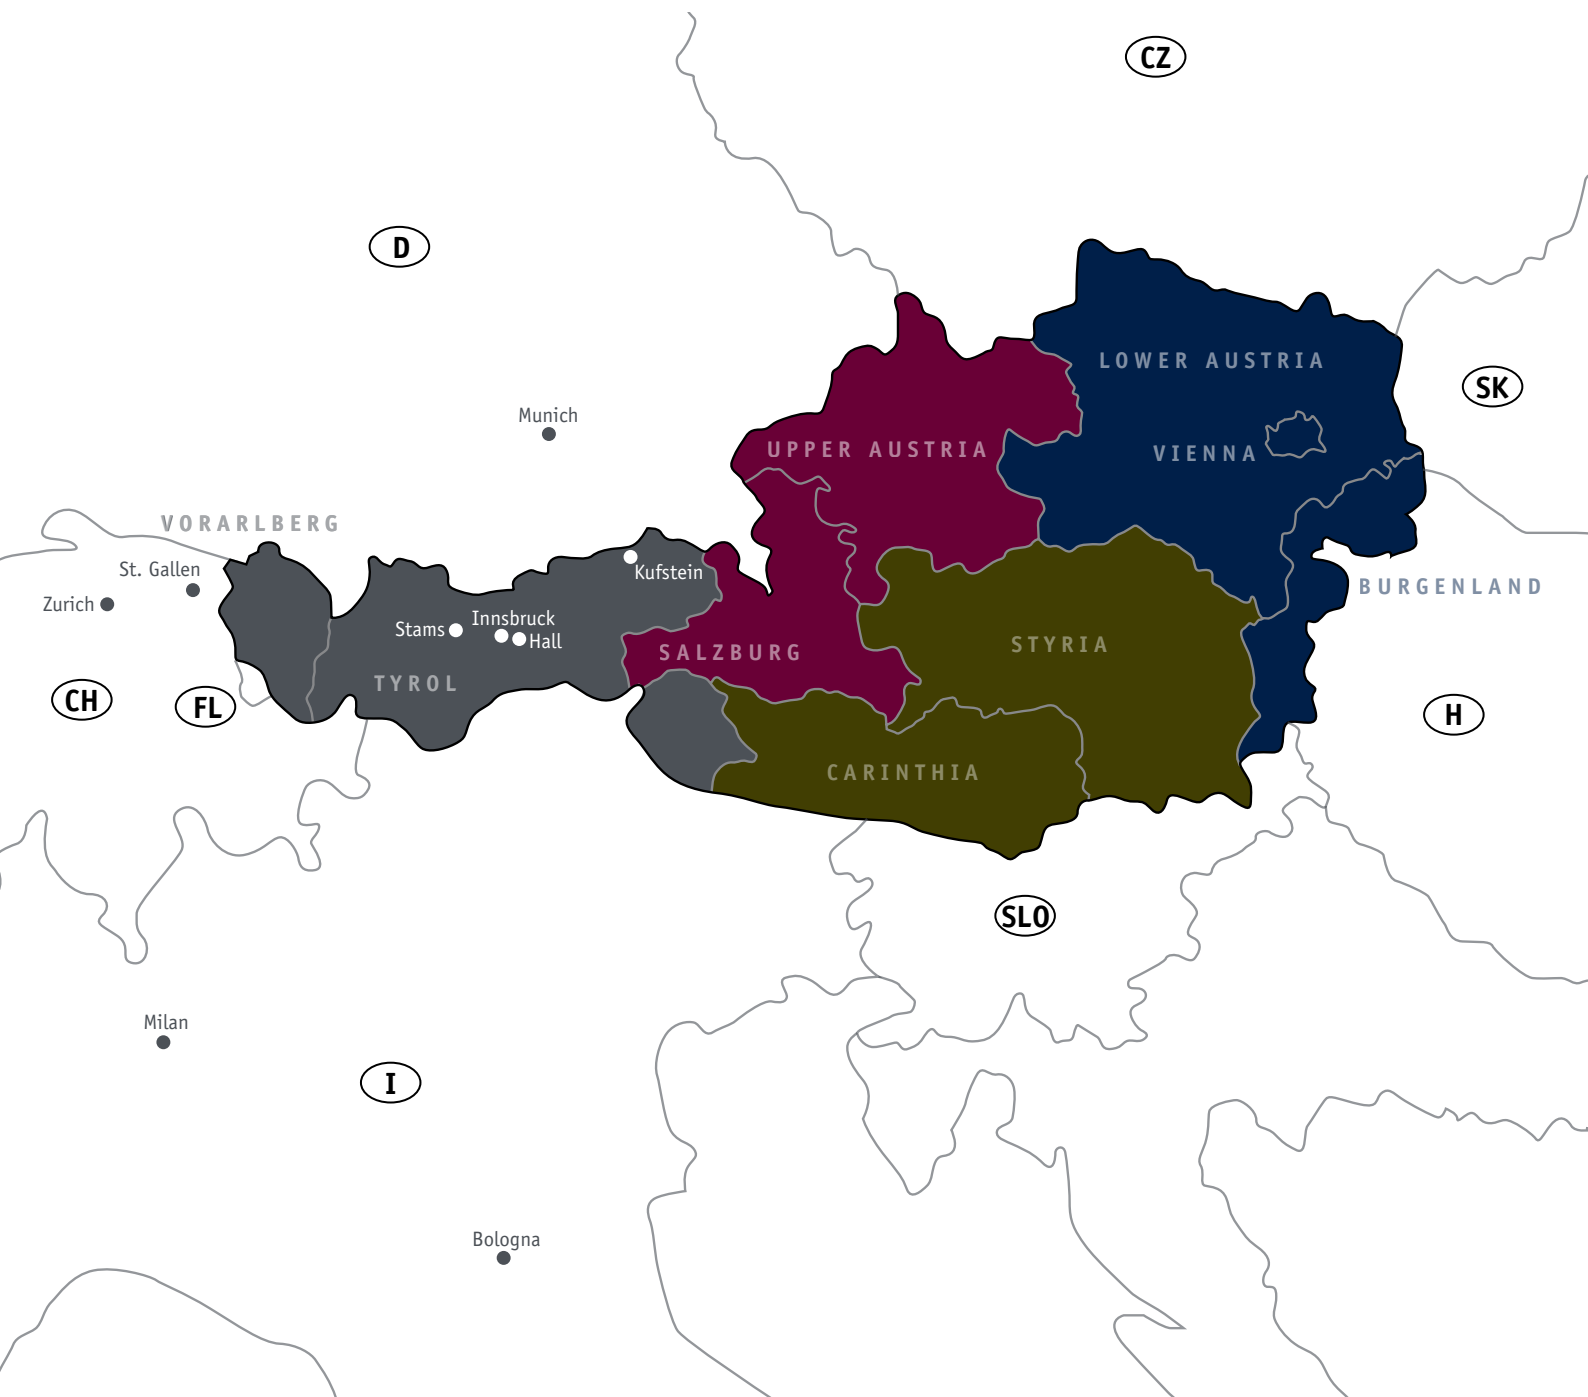 CZ
D
LOWER AUSTRIA
SK
Munich
UPPER AUSTRIA
VIENNA
VORARLBERG
St. Gallen
Kufstein
BURGENLAND
Zurich
Innsbruck
Stams
Hall
STYRIA
SALZBURG
TYROL
CH
FL
H
CARINTHIA
SLO
Milan
I
Bologna